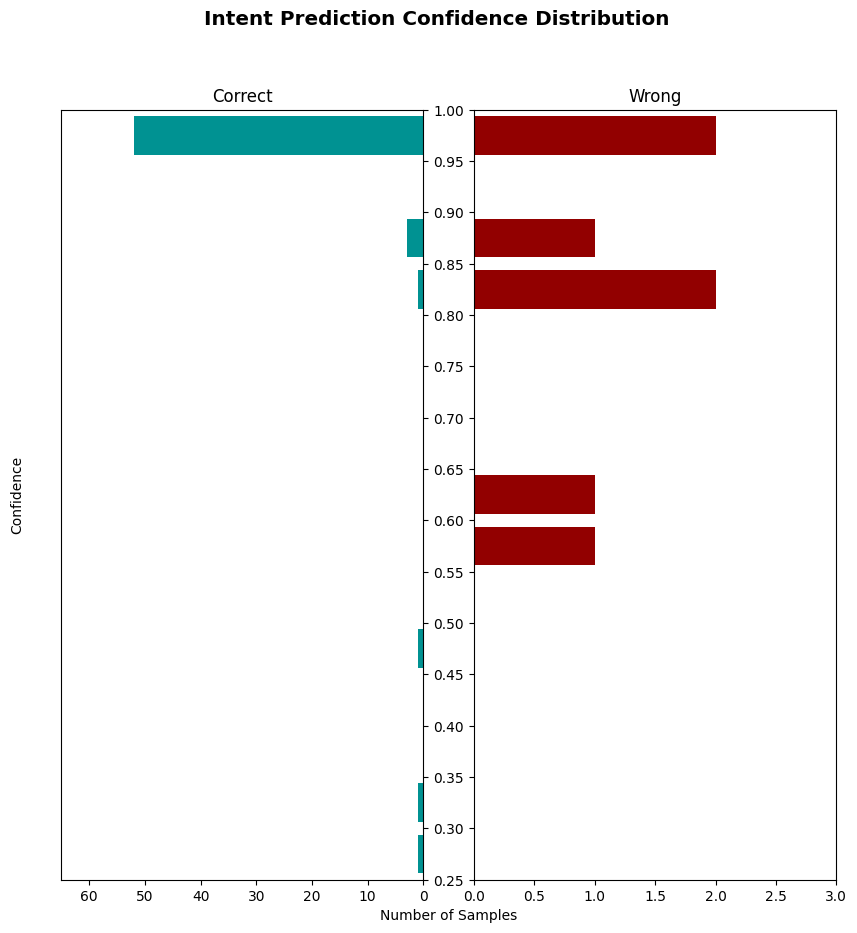 Intent Prediction Confidence Distribution
Correct
Wrong
1.00
0.95
0.90
0.85
0.80
0.75
0.70
0.65
0.60
0.55
0.50
0.45
0.40
0.35
0.30
0.25
Confidence
60 50 40 30 20 10 0
0.0 0.5 1.0 1.5 2.0 2.5 3.0
Number of Samples